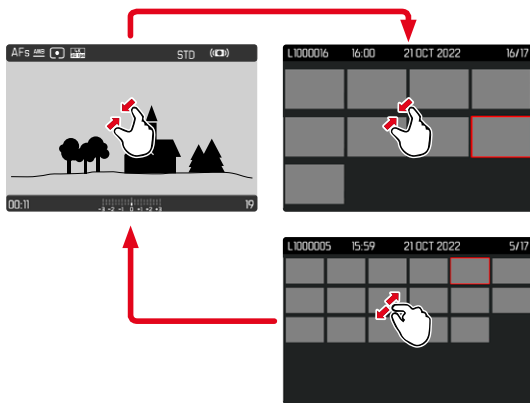 AFs AWB STD
L1000016 16:00 21 OCT 2022 16/17
00:11 -3 -2 -1 0 +1 +2 +3 19
L1000005 15:59 21 OCT 2022 5/17